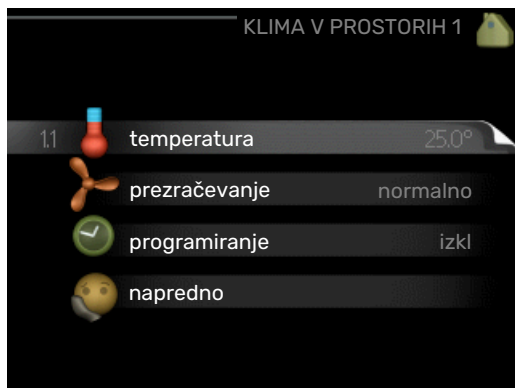 KLIMA V PROSTORIH 1
1.1 temperatura 25.0°
prezračevanje normalno
programiranje izkl
napredno